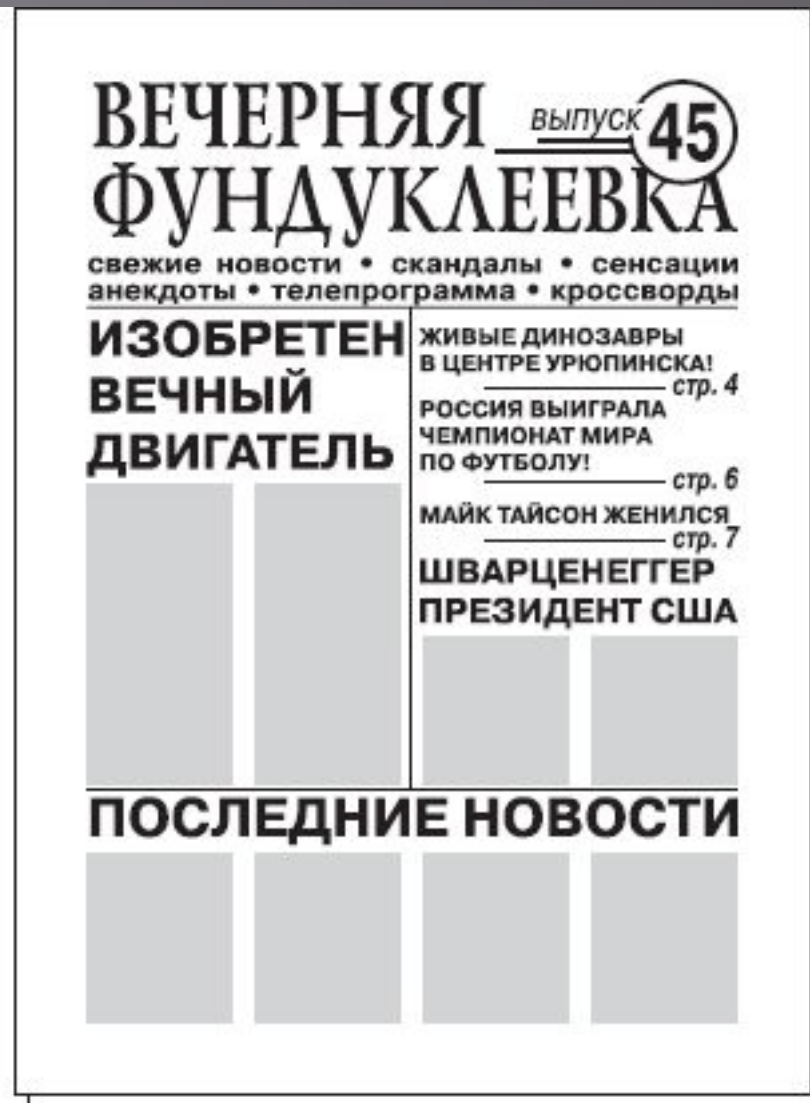 ВЕЧЕРНЯЯ
выпуск 45
ФУНДУКЛЕЕВКА
свежие новости • скандалы • сенсации
анекдоты • телепрограмма • кроссворды
ИЗОБРЕТЕН
ВЕЧНЫЙ
ДВИГАТЕЛЬ
ЖИВЫЕ ДИНОЗАВРЫ
В ЦЕНТРЕ УРЮПИНСКА!
стр. 4
РОССИЯ ВЫИГРАЛА
ЧЕМПИОНАТ МИРА
ПО ФУТБОЛУ!
стр. 6
МАЙК ТАЙСОН ЖЕНИЛСЯ
стр. 7
ШВАРЦЕНЕГГЕР
ПРЕЗИДЕНТ США
ПОСЛЕДНИЕ НОВОСТИ